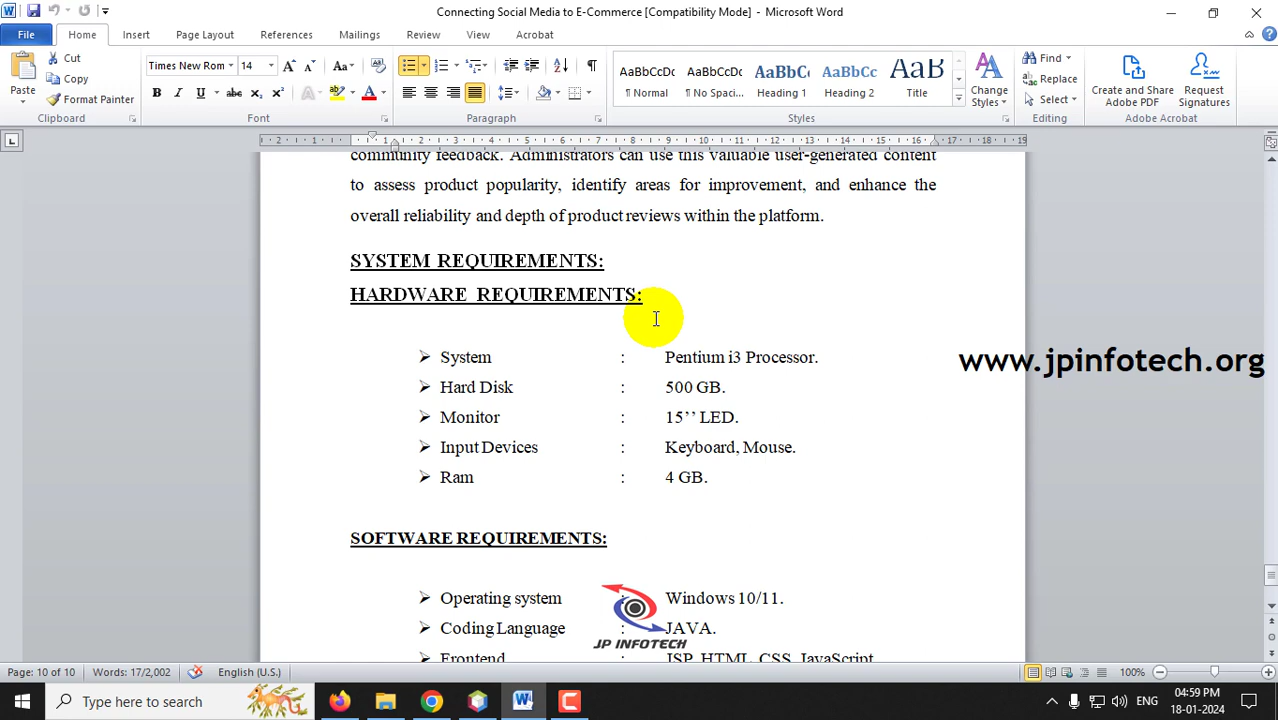 Connecting Social Media to E-Commerce [Compatibility Mode] - Microsoft Word
File Home Insert Page Layout References Mailings Review View Acrobat
Paste
Cut
Copy
Format Painter
Clipboard
Times New Rom 14
Font
Paragraph
AaBbCcDc AaBbCcDc AaBbCc AaBbCc AaB
¶ Normal ¶ No Spaci... Heading 1 Heading 2 Title
Change Styles
Styles
Find
Replace
Select
Editing
Create and Share Adobe PDF
Request Signatures
Adobe Acrobat
community feedback. Administrators can use this valuable user-generated content
to assess product popularity, identify areas for improvement, and enhance the
overall reliability and depth of product reviews within the platform.
SYSTEM REQUIREMENTS:
HARDWARE REQUIREMENTS:
➢ System : Pentium i3 Processor.
➢ Hard Disk : 500 GB.
➢ Monitor : 15’’ LED.
➢ Input Devices : Keyboard, Mouse.
➢ Ram : 4 GB.
www.jpinfotech.org
SOFTWARE REQUIREMENTS:
➢ Operating system : Windows 10/11.
➢ Coding Language : JAVA.
➢ Frontend JSP, HTML, CSS, JavaScript
JP INFOTECH
Page: 10 of 10 Words: 17/2,002 English (U.S.) 100%
Type here to search
ENG
04:59 PM
18-01-2024